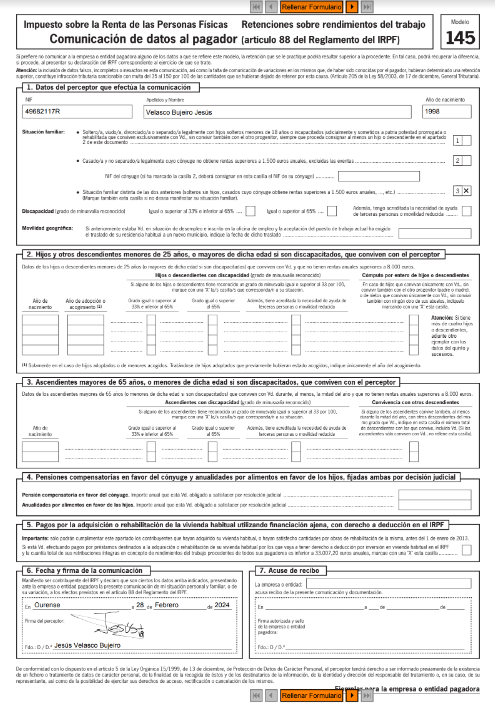 Rellenar Formulario
Impuesto sobre la Renta de las Personas Físicas Retenciones sobre rendimientos del trabajo
Comunicación de datos al pagador (artículo 88 del Reglamento del IRPF)
Modelo
145
Si prefiere no comunicar a la empresa o entidad pagadora alguno de los datos a que se refiere este modelo, la retención que se le practique podría resultar superior a la procedente. En tal caso, podrá recuperar la diferencia,
si procede, al presentar su declaración del IRPF correspondiente al ejercicio de que se trate.
Atención: la inclusión de datos falsos, incompletos o inexactos en esta comunicación, así como la falta de comunicación de variaciones en los mismos que, de haber sido conocidas por el pagador, hubieran determinado una retención
superior, constituye infracción tributaria sancionable con multa del 35 al 150 por 100 de las cantidades que se hubieran dejado de retener por esta causa. (Artículo 205 de la Ley 58/2003, de 17 de diciembre, General Tributaria).
1. Datos del perceptor que efectúa la comunicación
NIF
Apellidos y Nombre
Año de nacimiento
49682117R
Velasco Bujeiro Jesús
1998
Situación familiar:
• Soltero/a, viudo/a, divorciado/a o separado/a legalmente con hijos solteros menores de 18 años o incapacitados judicialmente y sometidos a patria potestad prorrogada o
rehabilitada que conviven exclusivamente con Vd., sin convivir también con el otro progenitor, siempre que proceda consignar al menos un hijo o descendiente en el apartado
2 de este documento
1
• Casado/a y no separado/a legalmente cuyo cónyuge no obtiene rentas superiores a 1.500 euros anuales, excluidas las exentas
2
NIF del cónyuge (si ha marcado la casilla 2, deberá consignar en esta casilla el NIF de su cónyuge)
• Situación familiar distinta de las dos anteriores (solteros sin hijos, casados cuyo cónyuge obtiene rentas superiores a 1.500 euros anuales, ..., etc.)
3 X
(Marque también esta casilla si no desea manifestar su situación familiar).
Discapacidad (grado de minusvalía reconocido)
Igual o superior al 33% e inferior al 65%
Igual o superior al 65%
Además, tengo acreditada la necesidad de ayuda
de terceras personas o movilidad reducida
Movilidad geográfica:
Si anteriormente estaba Vd. en situación de desempleo e inscrito en la oficina de empleo y la aceptación del puesto de trabajo actual ha exigido
el traslado de su residencia habitual a un nuevo municipio, indique la fecha de dicho traslado
2. Hijos y otros descendientes menores de 25 años, o mayores de dicha edad si son discapacitados, que conviven con el perceptor
Datos de los hijos o descendientes menores de 25 años (o mayores de dicha edad si son discapacitados) que conviven con Vd. y que no tienen rentas anuales superiores a 8.000 euros.
Hijos o descendientes con discapacidad (grado de minusvalía reconocido)
Cómputo por entero de hijos o descendientes
Si alguno de los hijos o descendientes tiene reconocido un grado de minusvalía igual o superior al 33 por 100,
marque con una "X" la/s casilla/s que correspondan a su situación.
En caso de hijos que convivan únicamente con Vd., sin convivir también con el otro progenitor (padre o madre),
o de nietos que convivan únicamente con Vd., sin convivir también con ningún otro de sus abuelos, indíquelo
marcando con una "X" esta casilla.
Año de
nacimiento
Año de adopción o
acogimiento (1)
Grado igual o superior al
33% e inferior al 65%
Grado igual o superior
al 65%
Además, tiene acreditada la necesidad de ayuda de
terceras personas o movilidad reducida
Atención: Si tiene
más de cuatro hijos
o descendientes,
adjunte otro
ejemplar con los
datos del quinto y
sucesivos.
(1) Solamente en el caso de hijos adoptados o de menores acogidos. Tratándose de hijos adoptados que previamente hubieran estado acogidos, indique únicamente el año del acogimiento.
3. Ascendientes mayores de 65 años, o menores de dicha edad si son discapacitados, que conviven con el perceptor
Datos de los ascendientes mayores de 65 años (o menores de dicha edad si son discapacitados) que conviven con Vd. durante, al menos, la mitad del año y que no tienen rentas anuales superiores a 8.000 euros.
Ascendientes con discapacidad (grado de minusvalía reconocido)
Convivencia con otros descendientes
Si alguno de los ascendientes tiene reconocido un grado de minusvalía igual o superior al 33 por 100,
marque con una "X" la/s casilla/s que correspondan a su situación.
Año de
nacimiento
Grado igual o superior al
33% e inferior al 65%
Grado igual o superior
al 65%
Además, tiene acreditada la necesidad de ayuda de
terceras personas o movilidad reducida
4. Pensiones compensatorias en favor del cónyuge y anualidades por alimentos en favor de los hijos, fijadas ambas por decisión judicial
Pensión compensatoria en favor del cónyuge. Importe anual que está Vd. obligado a satisfacer por resolución judicial
Anualidades por alimentos en favor de los hijos. Importe anual que está Vd. obligado a satisfacer por resolución judicial
5. Pagos por la adquisición o rehabilitación de la vivienda habitual utilizando financiación ajena, con derecho a deducción en el IRPF
Importante: sólo podrán cumplimentar este apartado los contribuyentes que hayan adquirido su vivienda habitual, o hayan satisfecho cantidades por obras de rehabilitación de la misma, antes del 1 de enero de 2013.
Si está Vd. efectuando pagos por préstamos destinados a la adquisición o rehabilitación de su vivienda habitual por los que vaya a tener derecho a deducción por inversión en vivienda habitual en el IRPF
y la cuantía total de sus retribuciones íntegras en concepto de rendimientos del trabajo procedentes de todos sus pagadores es inferior a 33.007,20 euros anuales, marque con una "X" esta casilla
6. Fecha y firma de la comunicación
Manifiesto ser contribuyente del IRPF y declaro que son ciertos los datos arriba indicados, presentando
ante la empresa o entidad pagadora la presente comunicación de mi situación personal y familiar, o de
su variación, a los efectos previstos en el artículo 88 del Reglamento del IRPF.
En Ourense a 28 de Febrero de 2024
Firma del perceptor:
Fdo.: D / D.ª Jesús Velasco Bujeiro
7. Acuse de recibo
La empresa o entidad:
acusa recibo de la presente comunicación y documentación.
En a de de
Firma autorizada y sello
de la empresa o entidad
pagadora:
Fdo.: D / D.ª
De conformidad con lo dispuesto en el artículo 5 de la Ley Orgánica 15/1999, de 13 de diciembre, de Protección de Datos de Carácter Personal, el perceptor tendrá derecho a ser informado previamente de la existencia de
un fichero o tratamiento de datos de carácter personal, de la finalidad de la recogida de éstos y de los destinatarios de la información, de la identidad y dirección del responsable del tratamiento o, en su caso, de su
representante, así como de la posibilidad de ejercitar sus derechos de acceso, rectificación, cancelación y oposición.
Ejemplar para la empresa o entidad pagadora
Rellenar Formulario